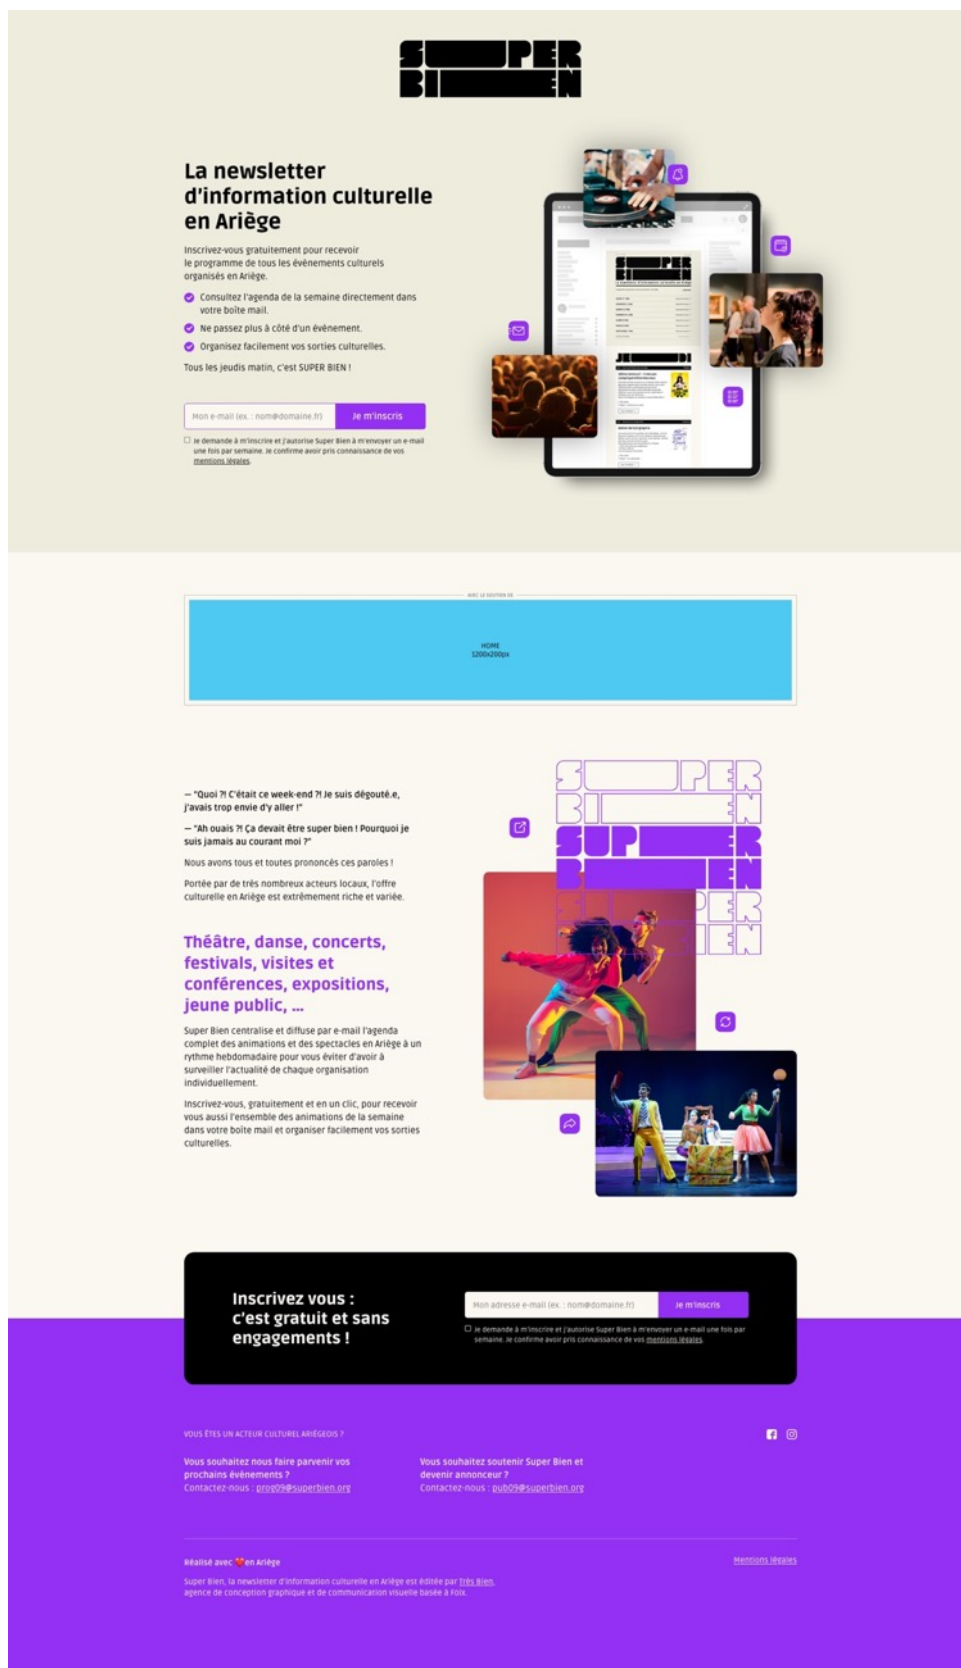 SUPER
BIEN
La newsletter
d'information culturelle
en Ariège
Inscrivez-vous gratuitement pour recevoir
le programme de tous les évènements culturels
organisés en Ariège.
Consultez l'agenda de la semaine directement dans
votre boîte mail.
Ne passez plus à côté d'un évènement.
Organisez facilement vos sorties culturelles.
Tous les jeudis matin, c'est SUPER BIEN !
Mon e-mail (ex. : nom@domaine.fr)
Je m'inscris
Je demande à m'inscrire et j'autorise Super Bien à m'envoyer un e-mail
une fois par semaine. Je confirme avoir pris connaissance de vos
mentions légales.
SUPER
BIEN
JEUDI
AVEC LE SOUTIEN DE
HOME
1200x200px
— "Quoi ?! C'était ce week-end ?! Je suis dégouté.e,
j'avais trop envie d'y aller !"
— "Ah ouais ?! Ça devait être super bien ! Pourquoi je
suis jamais au courant moi ?"
Nous avons tous et toutes prononcés ces paroles !
Portée par de très nombreux acteurs locaux, l'offre
culturelle en Ariège est extrêmement riche et variée.
Théâtre, danse, concerts,
festivals, visites et
conférences, expositions,
jeune public, ...
Super Bien centralise et diffuse par e-mail l'agenda
complet des animations et des spectacles en Ariège à un
rythme hebdomadaire pour vous éviter d'avoir à
surveiller l'actualité de chaque organisation
individuellement.
Inscrivez-vous, gratuitement et en un clic, pour recevoir
vous aussi l'ensemble des animations de la semaine
dans votre boîte mail et organiser facilement vos sorties
culturelles.
SUPER
BIEN
SUPER
BIEN
SUPER
BIEN
Inscrivez vous :
c'est gratuit et sans
engagements !
Mon adresse e-mail (ex. : nom@domaine.fr)
Je m'inscris
Je demande à m'inscrire et j'autorise Super Bien à m'envoyer un e-mail une fois par
semaine. Je confirme avoir pris connaissance de vos mentions légales.
VOUS ÊTES UN ACTEUR CULTUREL ARIÉGEOIS ?
Vous souhaitez nous faire parvenir vos
prochains évènements ?
Contactez-nous : prog09@superbien.org
Vous souhaitez soutenir Super Bien et
devenir annonceur ?
Contactez-nous : pub09@superbien.org
Réalisé avec ❤️ en Ariège
Mentions légales
Super Bien, la newsletter d'information culturelle en Ariège est éditée par Très Bien,
agence de conception graphique et de communication visuelle basée à Foix.